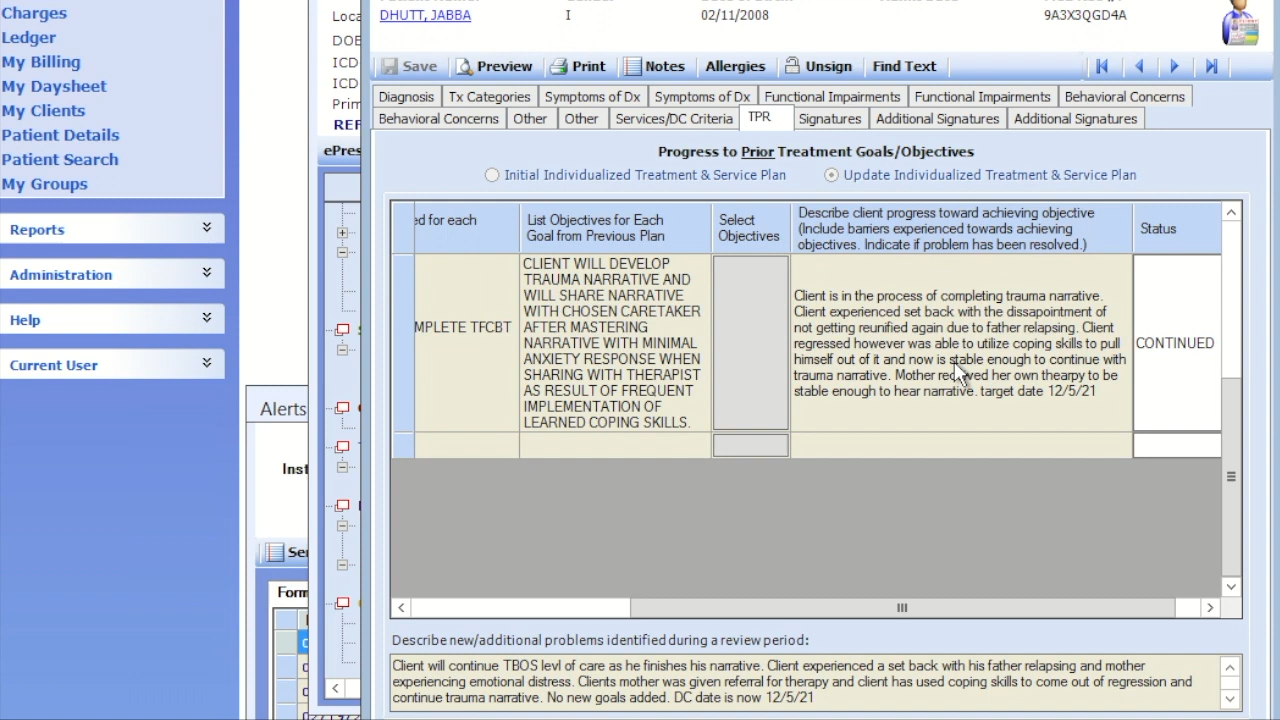 Charges
Ledger
My Billing
My Daysheet
My Clients
Patient Details
Patient Search
My Groups
Reports
Administration
Help
Current User
Alerts
Loca
DOE
ICD
ICD
Prim
REF
ePres
Form
DHUTT, JABBA I 02/11/2008 9A3X3QGD4A
Save Preview Print Notes Allergies Unsign Find Text
Diagnosis Tx Categories Symptoms of Dx Symptoms of Dx Functional Impairments Functional Impairments Behavioral Concerns
Behavioral Concerns Other Other Services/DC Criteria TPR Signatures Additional Signatures Additional Signatures
Progress to Prior Treatment Goals/Objectives
Initial Individualized Treatment & Service Plan Update Individualized Treatment & Service Plan
ed for each
List Objectives for Each
Goal from Previous Plan
Select
Objectives
Describe client progress toward achieving objective
(Include barriers experienced towards achieving
objectives. Indicate if problem has been resolved.)
Status
MPLETE TFCBT
CLIENT WILL DEVELOP
TRAUMA NARRATIVE AND
WILL SHARE NARRATIVE
WITH CHOSEN CARETAKER
AFTER MASTERING
NARRATIVE WITH MINIMAL
ANXIETY RESPONSE WHEN
SHARING WITH THERAPIST
AS RESULT OF FREQUENT
IMPLEMENTATION OF
LEARNED COPING SKILLS.
Client is in the process of completing trauma narrative.
Client experienced set back with the dissapointment of
not getting reunified again due to father relapsing. Client
regressed however was able to utilize coping skills to pull
himself out of it and now is stable enough to continue with
trauma narrative. Mother her own thearpy to be
stable enough to hear narrative. target date 12/5/21
CONTINUED
Describe new/additional problems identified during a review period:
Client will continue TBOS levl of care as he finishes his narrative. Client experienced a set back with his father relapsing and mother
experiencing emotional distress. Clients mother was given referral for therapy and client has used coping skills to come out of regression and
continue trauma narrative. No new goals added. DC date is now 12/5/21